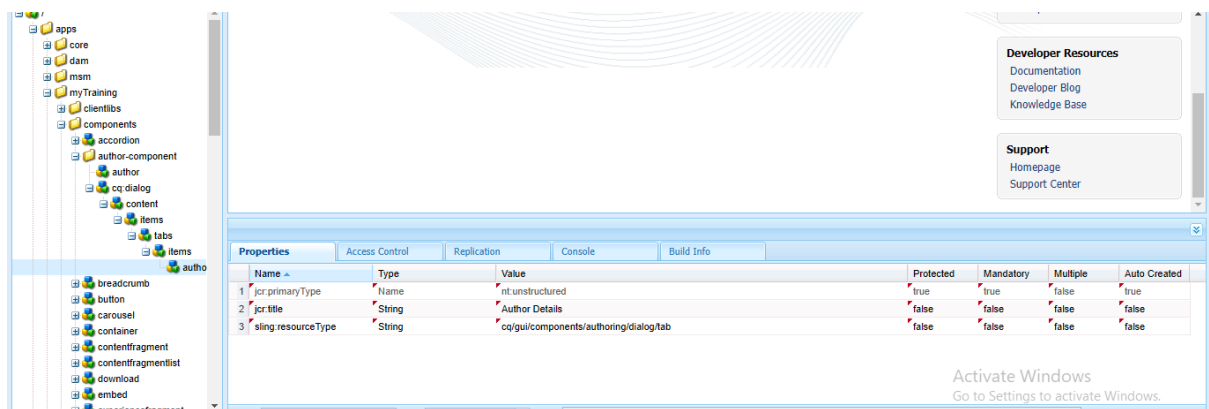 /
apps
core
dam
msm
myTraining
clientlibs
components
accordion
author-component
author
cq:dialog
content
items
tabs
items
autho
breadcrumb
button
carousel
container
contentfragment
contentfragmentlist
download
embed
Developer Resources
Documentation
Developer Blog
Knowledge Base
Support
Homepage
Support Center
Properties Access Control Replication Console Build Info
Name Type Value Protected Mandatory Multiple Auto Created
1 jcr:primaryType Name nt:unstructured true true false true
2 jcr:title String Author Details false false false false
3 sling:resourceType String cq/gui/components/authoring/dialog/tab false false false false
Activate Windows
Go to Settings to activate Windows.